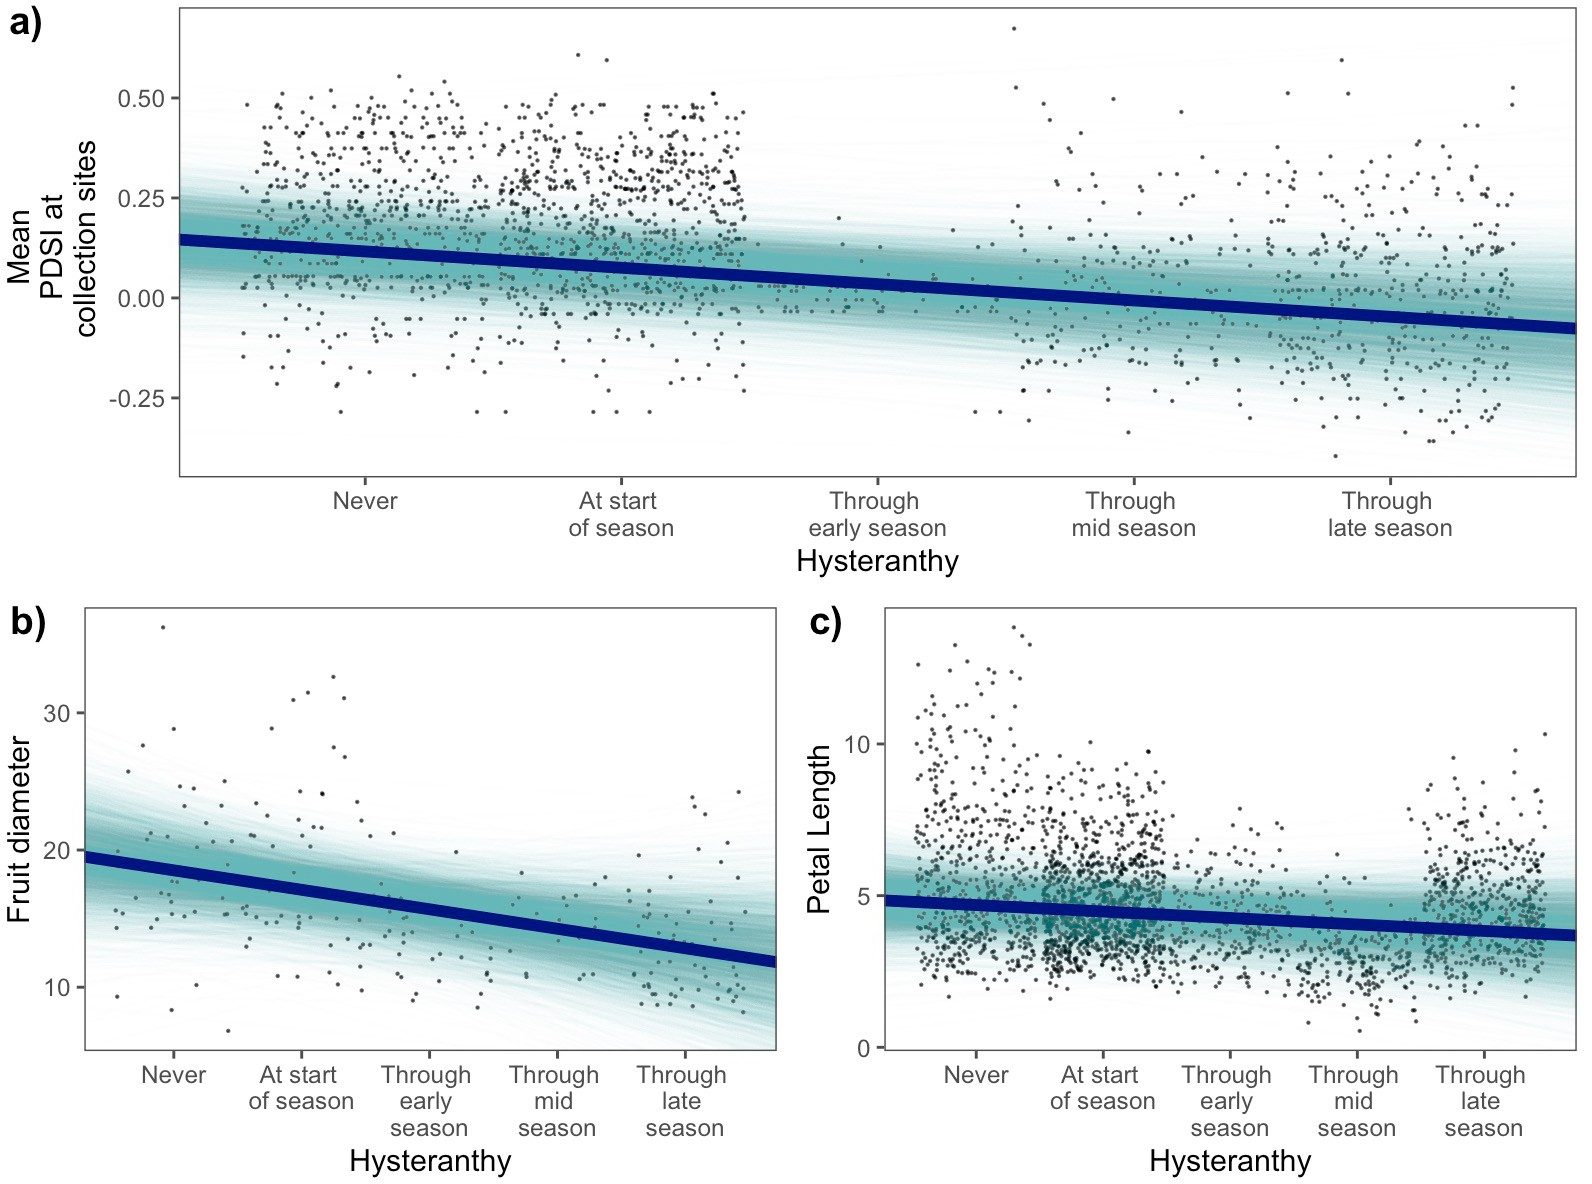 a)
Mean
PDSI at
collection sites
0.50
0.25
0.00
-0.25
Never
At start
of season
Through
early season
Through
mid season
Through
late season
Hysteranthy
b)
Fruit diameter
30
20
10
Never
At start
of season
Through
early
season
Through
mid
season
Through
late
season
Hysteranthy
c)
Petal Length
10
5
0
Never
At start
of season
Through
early
season
Through
mid
season
Through
late
season
Hysteranthy